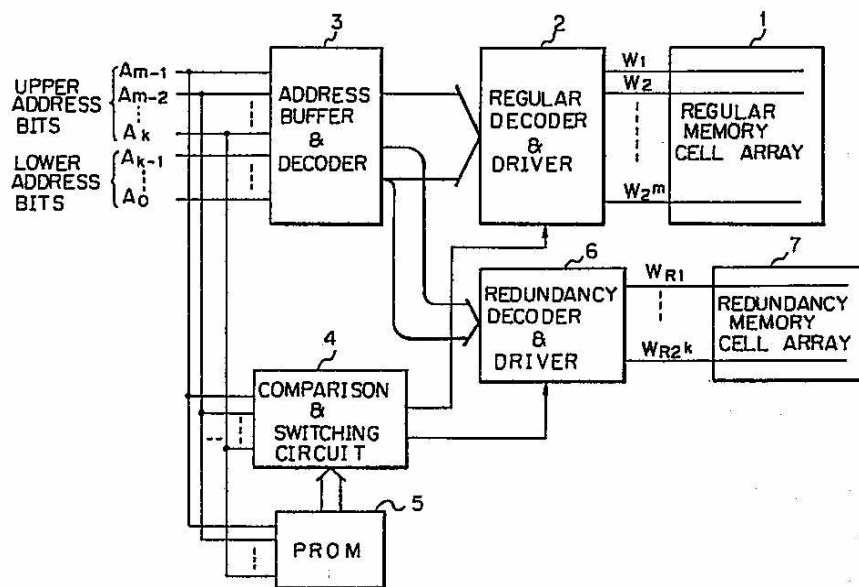 3
2
1
UPPER
ADDRESS
BITS
Am-1
Am-2
Ak
LOWER
ADDRESS
BITS
Ak-1
A0
ADDRESS
BUFFER
&
DECODER
REGULAR
DECODER
&
DRIVER
W1
W2
W2m
REGULAR
MEMORY
CELL ARRAY
6
7
REDUNDANCY
DECODER
&
DRIVER
WR1
WR2k
REDUNDANCY
MEMORY
CELL ARRAY
4
COMPARISON
&
SWITCHING
CIRCUIT
5
PROM